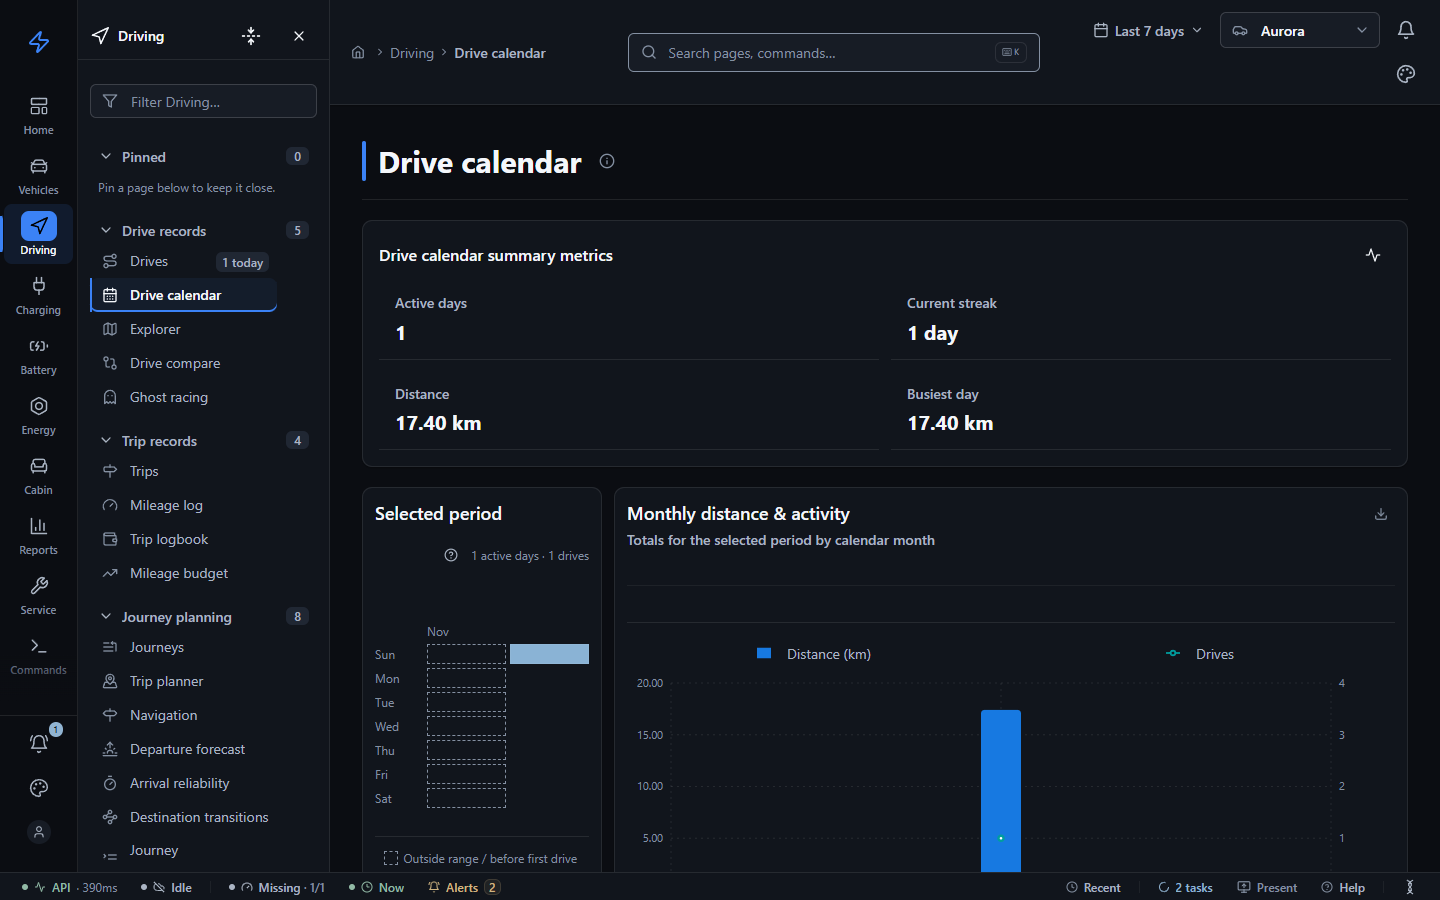 Home
Vehicles
Driving
Charging
Battery
Energy
Cabin
Reports
Service
Commands
1
Driving
Filter Driving...
Pinned 0
Pin a page below to keep it close.
Drive records 5
Drives 1 today
Drive calendar
Explorer
Drive compare
Ghost racing
Trip records 4
Trips
Mileage log
Trip logbook
Mileage budget
Journey planning 8
Journeys
Trip planner
Navigation
Departure forecast
Arrival reliability
Destination transitions
Journey
Driving Drive calendar
Search pages, commands... K
Last 7 days
Aurora
Drive calendar
Drive calendar summary metrics
Active days
1
Current streak
1 day
Distance
17.40 km
Busiest day
17.40 km
Selected period
1 active days · 1 drives
Nov
Sun
Mon
Tue
Wed
Thu
Fri
Sat
Outside range / before first drive
Monthly distance & activity
Totals for the selected period by calendar month
Distance (km) Drives
20.00 4
15.00 3
10.00 2
5.00 1
API · 390ms Idle Missing · 1/1 Now Alerts 2 Recent 2 tasks Present Help